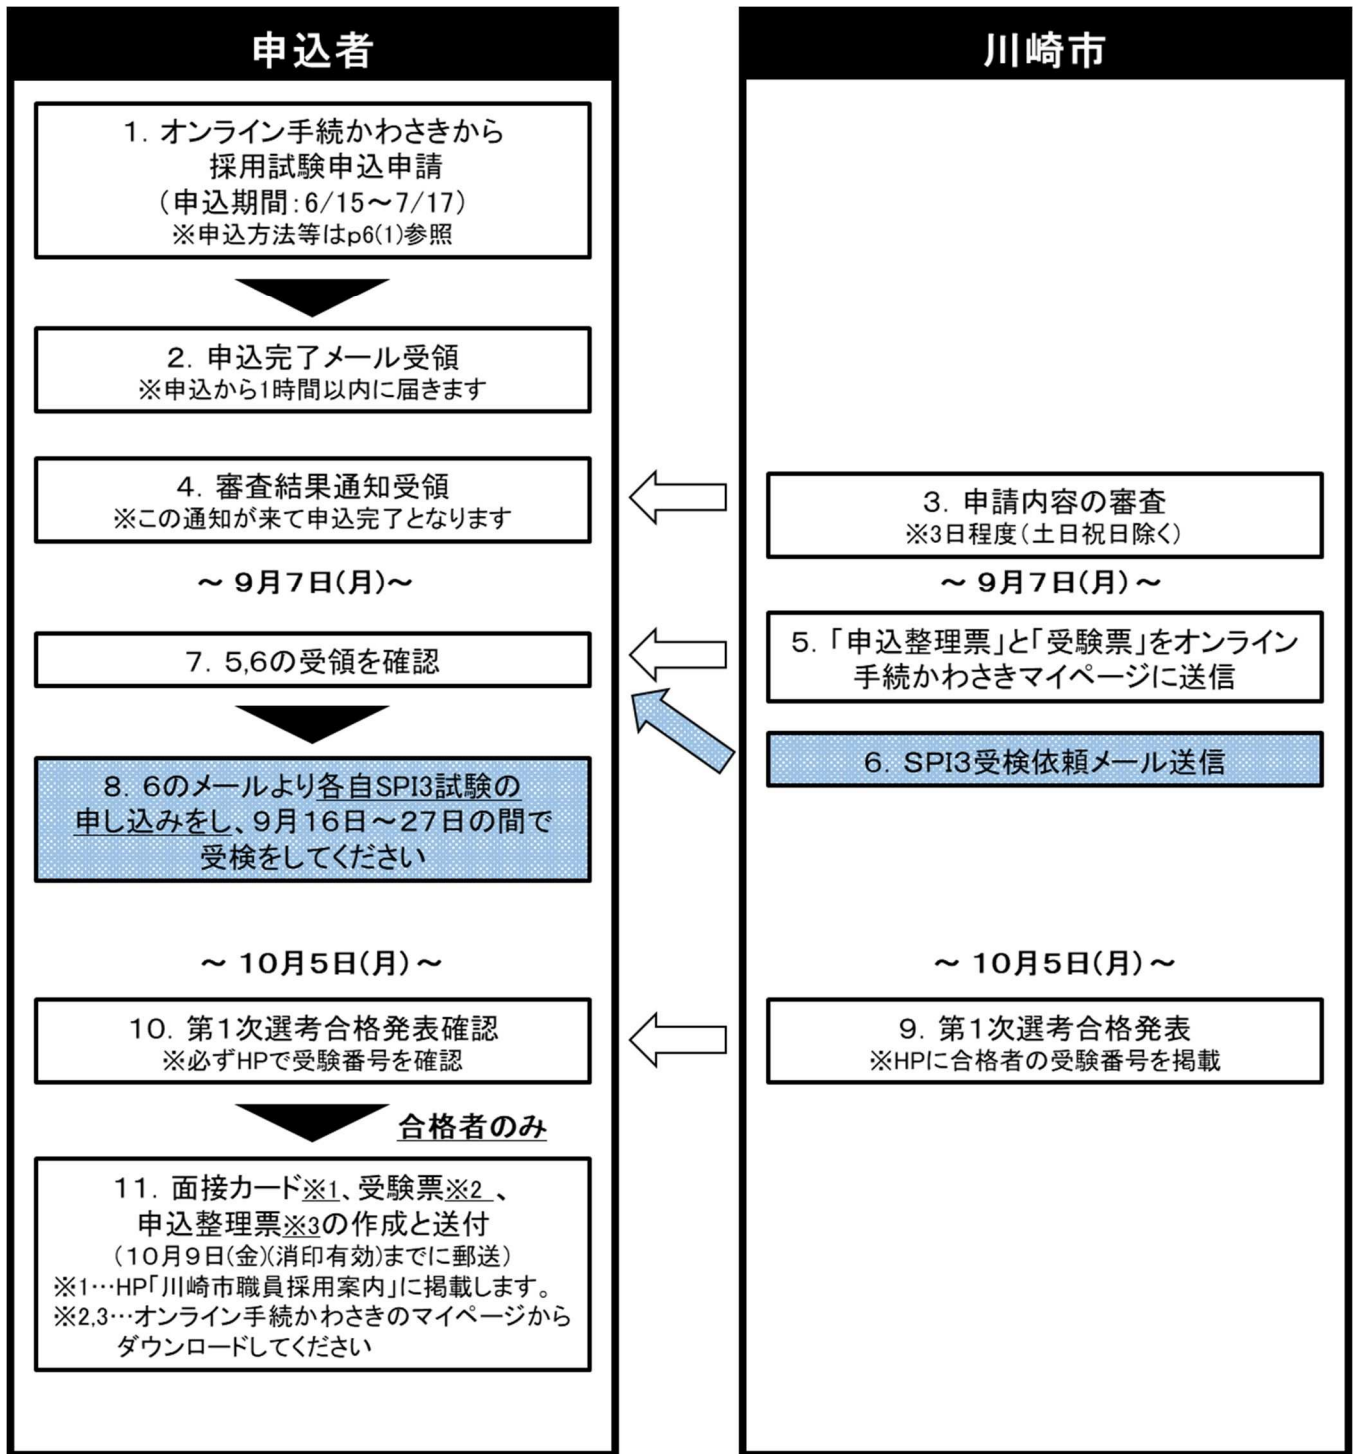 申込者
川崎市
1．オンライン手続かわさきから
採用試験申込申請
（申込期間：6/15～7/17）
※申込方法等はp6(1)参照
2．申込完了メール受領
※申込から1時間以内に届きます
4．審査結果通知受領
※この通知が来て申込完了となります
3．申請内容の審査
※3日程度（土日祝日除く）
～ 9月7日(月)～
～ 9月7日(月) ～
7．5,6の受領を確認
5．「申込整理票」と「受験票」をオンライン
手続かわさきマイページに送信
6．SPI3受検依頼メール送信
8．6のメールより各自SPI3試験の
申し込みをし、9月16日～27日の間で
受検をしてください
～ 10月5日(月) ～
～ 10月5日(月) ～
10．第1次選考合格発表確認
※必ずHPで受験番号を確認
9．第1次選考合格発表
※HPに合格者の受験番号を掲載
合格者のみ
11．面接カード※1、受験票※2 、
申込整理票※3の作成と送付
（10月9日(金)(消印有効)までに郵送）
※1…HP「川崎市職員採用案内」に掲載します。
※2,3…オンライン手続かわさきのマイページから
ダウンロードしてください